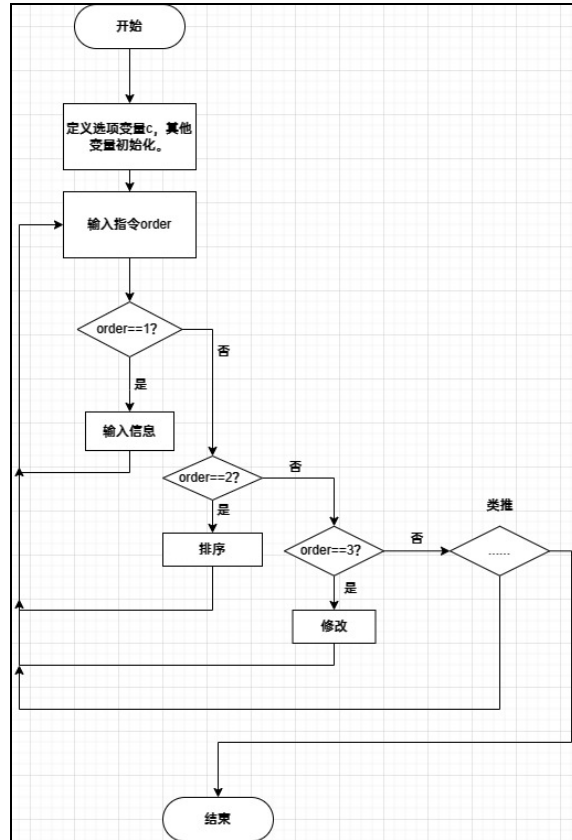 开始
定义选项变量c，其他
变量初始化。
输入指令order
order==1?
否
是
输入信息
order==2?
否
是
排序
order==3?
否
类推
......
是
修改
结束